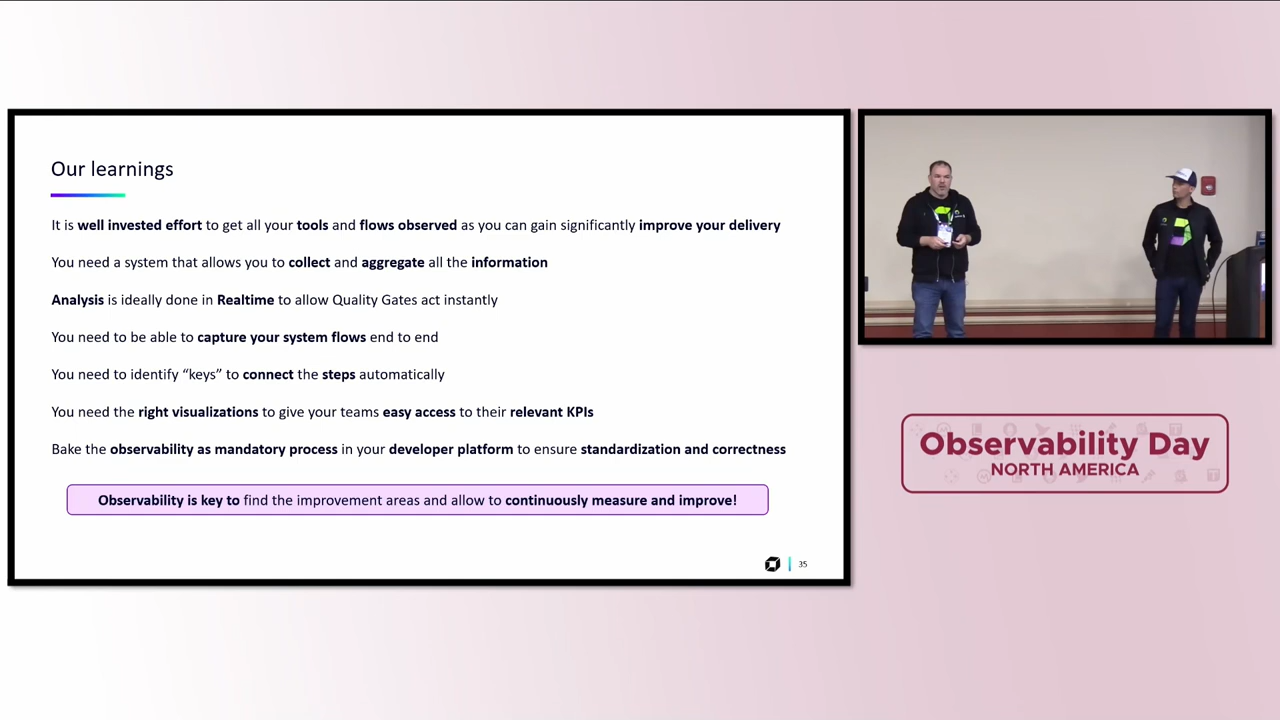 Our learnings
It is well invested effort to get all your tools and flows observed as you can gain significantly improve your delivery
You need a system that allows you to collect and aggregate all the information
Analysis is ideally done in Realtime to allow Quality Gates act instantly
You need to be able to capture your system flows end to end
You need to identify “keys” to connect the steps automatically
You need the right visualizations to give your teams easy access to their relevant KPIs
Bake the observability as mandatory process in your developer platform to ensure standardization and correctness
Observability is key to find the improvement areas and allow to continuously measure and improve!
35
Observability Day
NORTH AMERICA